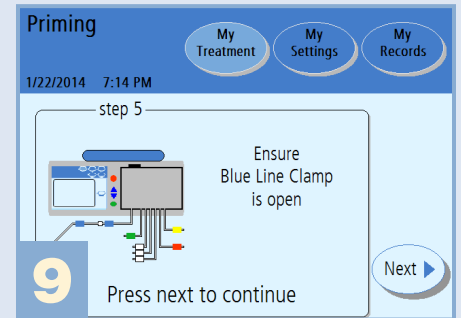 Priming
My
Treatment
My
Settings
My
Records
1/22/2014 7:14 PM
step 5
Ensure
Blue Line Clamp
is open
9
Press next to continue
Next